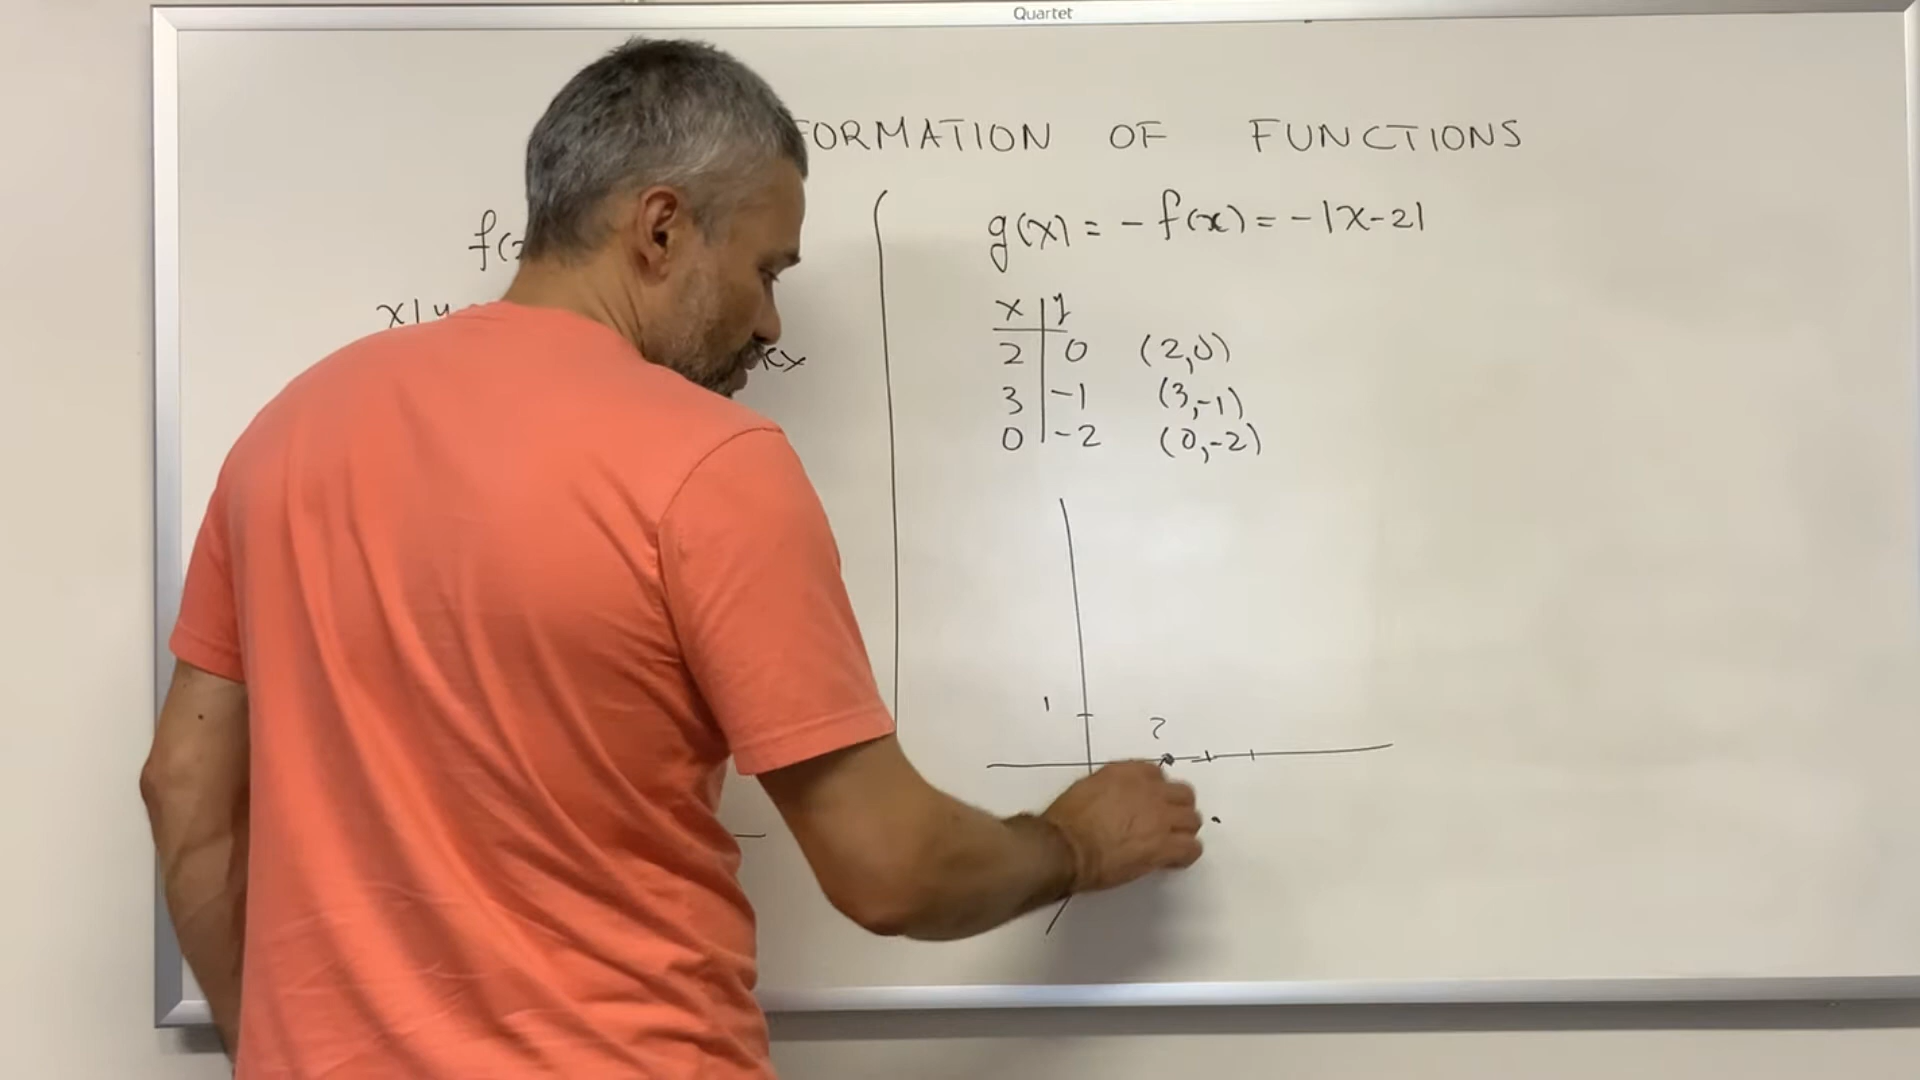 Quartet
FORMATION OF FUNCTIONS
f(x
g(x) = -f(x) = -|x-2|
x | y
x | y
2 | 0 (2,0)
3 | -1 (3,-1)
0 | -2 (0,-2)
1
2